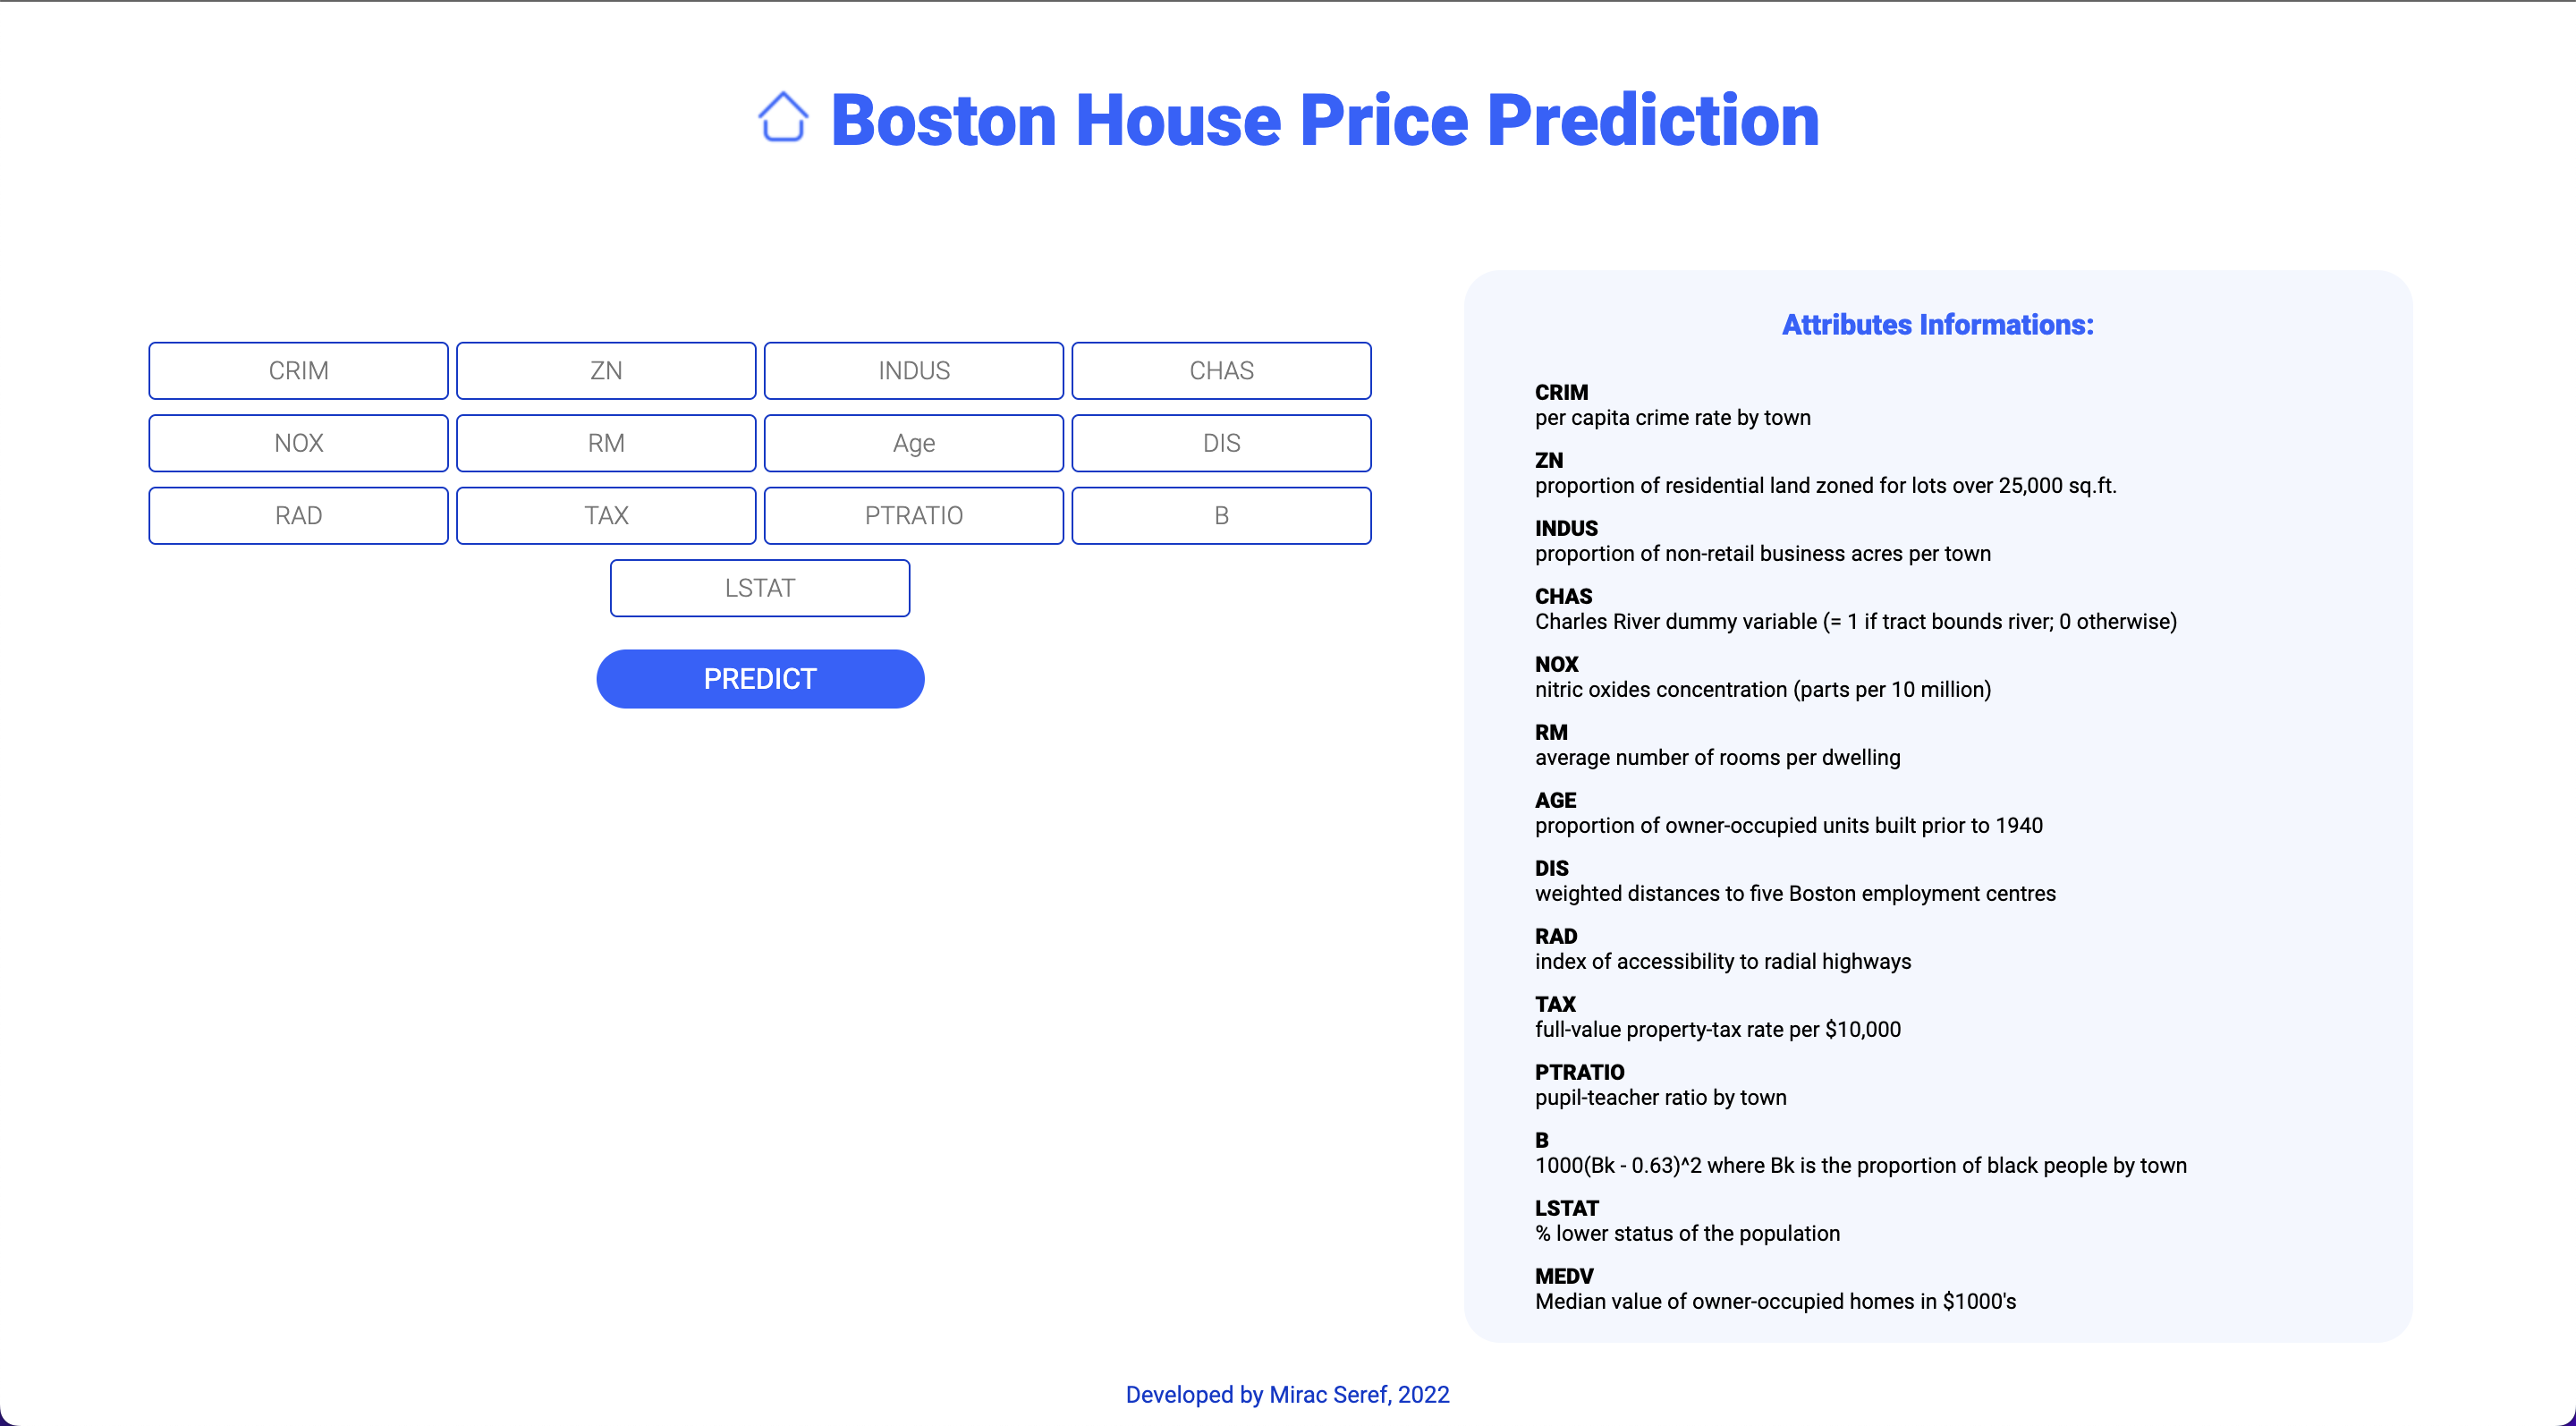 Boston House Price Prediction
CRIM
ZN
INDUS
CHAS
NOX
RM
Age
DIS
RAD
TAX
PTRATIO
B
LSTAT
PREDICT
Attributes Informations:
CRIM
per capita crime rate by town
ZN
proportion of residential land zoned for lots over 25,000 sq.ft.
INDUS
proportion of non-retail business acres per town
CHAS
Charles River dummy variable (= 1 if tract bounds river; 0 otherwise)
NOX
nitric oxides concentration (parts per 10 million)
RM
average number of rooms per dwelling
AGE
proportion of owner-occupied units built prior to 1940
DIS
weighted distances to five Boston employment centres
RAD
index of accessibility to radial highways
TAX
full-value property-tax rate per $10,000
PTRATIO
pupil-teacher ratio by town
B
1000(Bk - 0.63)^2 where Bk is the proportion of black people by town
LSTAT
% lower status of the population
MEDV
Median value of owner-occupied homes in $1000's
Developed by Mirac Seref, 2022